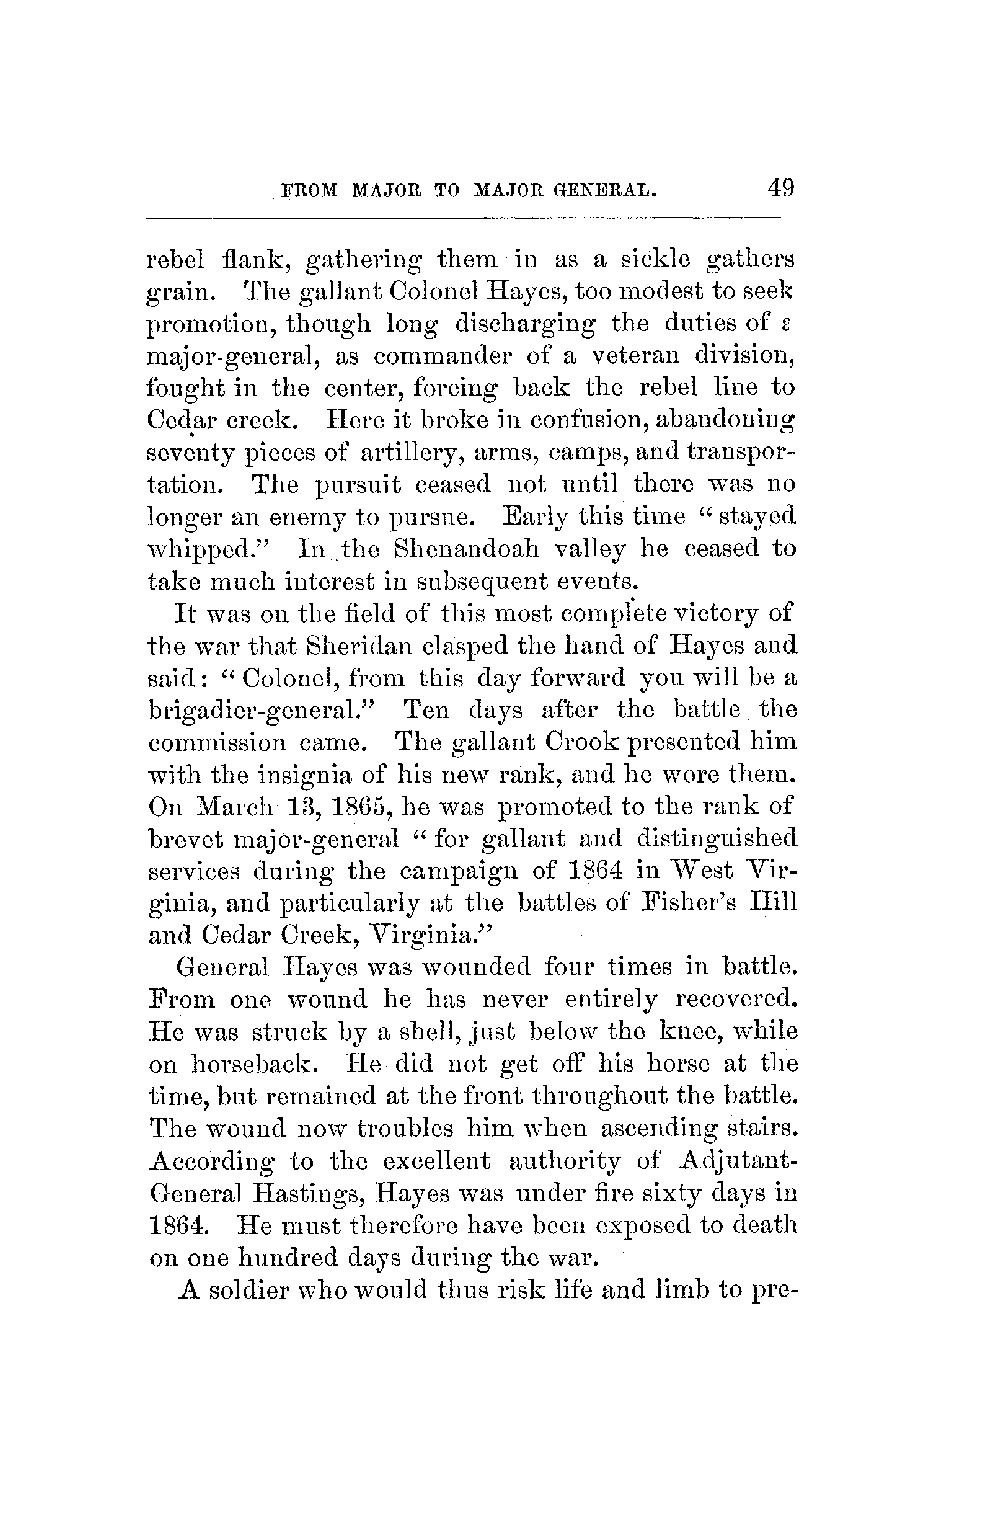 FROM MAJOR TO MAJOR GENERAL. 49
rebel flank, gathering them in as a sickle gathers
grain. The gallant Colonel Hayes, too modest to seek
promotion, though long discharging the duties of a
major-general, as commander of a veteran division,
fought in the center, forcing back the rebel line to
Cedar creek. Here it broke in confusion, abandoning
seventy pieces of artillery, arms, camps, and transpor-
tation. The pursuit ceased not until there was no
longer an enemy to pursue. Early this time “ stayed
whipped.” In the Shenandoah valley he ceased to
take much interest in subsequent events.
It was on the field of this most complete victory of
the war that Sheridan clasped the hand of Hayes and
said: “ Colonel, from this day forward you will be a
brigadier-general.” Ten days after the battle the
commission came. The gallant Crook presented him
with the insignia of his new rank, and he wore them.
On March 13, 1865, he was promoted to the rank of
brevet major-general “ for gallant and distinguished
services during the campaign of 1864 in West Vir-
ginia, and particularly at the battles of Fisher’s Hill
and Cedar Creek, Virginia.”
General Hayes was wounded four times in battle.
From one wound he has never entirely recovered.
He was struck by a shell, just below the knee, while
on horseback. He did not get off his horse at the
time, but remained at the front throughout the battle.
The wound now troubles him when ascending stairs.
According to the excellent authority of Adjutant-
General Hastings, Hayes was under fire sixty days in
1864. He must therefore have been exposed to death
on one hundred days during the war.
A soldier who would thus risk life and limb to pre-